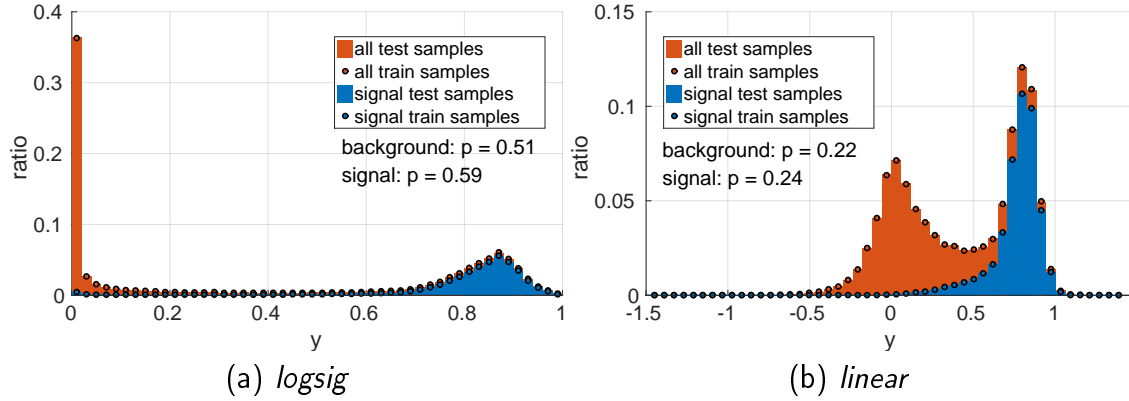 0.4
0.3
0.2
0.1
0
ratio
all test samples
all train samples
signal test samples
signal train samples
background: p = 0.51
signal: p = 0.59
0
0.2
0.4
0.6
0.8
1
y
(a) logsig
0.15
0.1
0.05
0
ratio
all test samples
all train samples
signal test samples
signal train samples
background: p = 0.22
signal: p = 0.24
-1.5
-1
-0.5
0
0.5
1
y
(b) linear